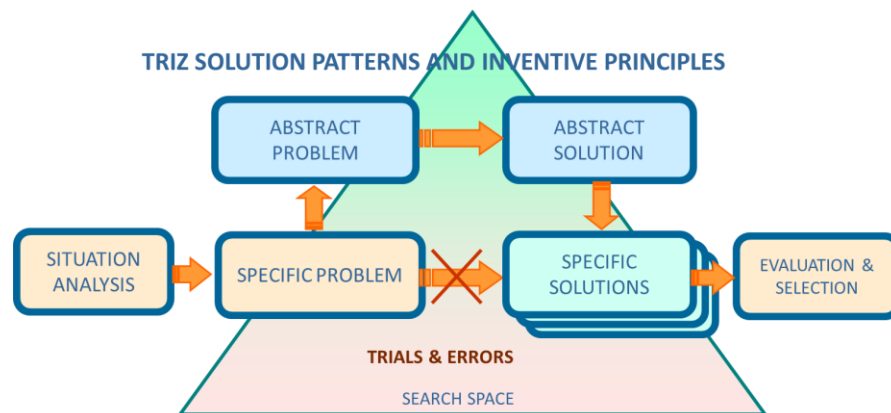 TRIZ SOLUTION PATTERNS AND INVENTIVE PRINCIPLES
ABSTRACT
PROBLEM
ABSTRACT
SOLUTION
SITUATION
ANALYSIS
SPECIFIC PROBLEM
SPECIFIC
SOLUTIONS
EVALUATION &
SELECTION
TRIALS & ERRORS
SEARCH SPACE